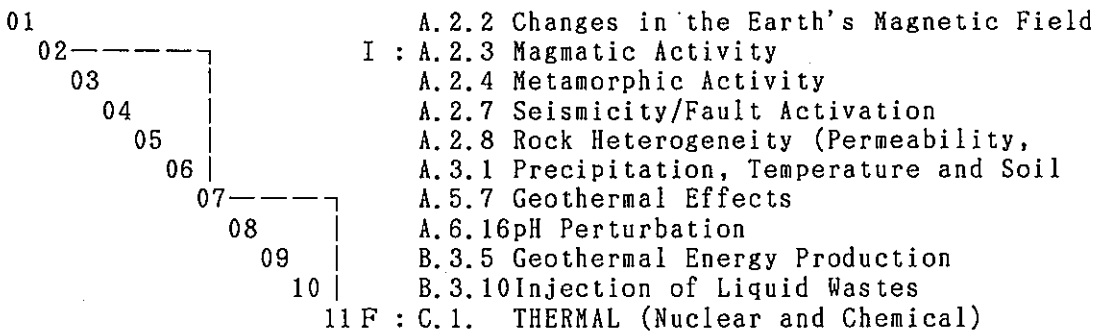 01 A.2.2 Changes in the Earth's Magnetic Field
02 I : A.2.3 Magmatic Activity
03 A.2.4 Metamorphic Activity
04 A.2.7 Seismicity/Fault Activation
05 A.2.8 Rock Heterogeneity (Permeability,
06 A.3.1 Precipitation, Temperature and Soil
07 A.5.7 Geothermal Effects
08 A.6.16pH Perturbation
09 B.3.5 Geothermal Energy Production
10 B.3.10Injection of Liquid Wastes
11 F : C.1. THERMAL (Nuclear and Chemical)